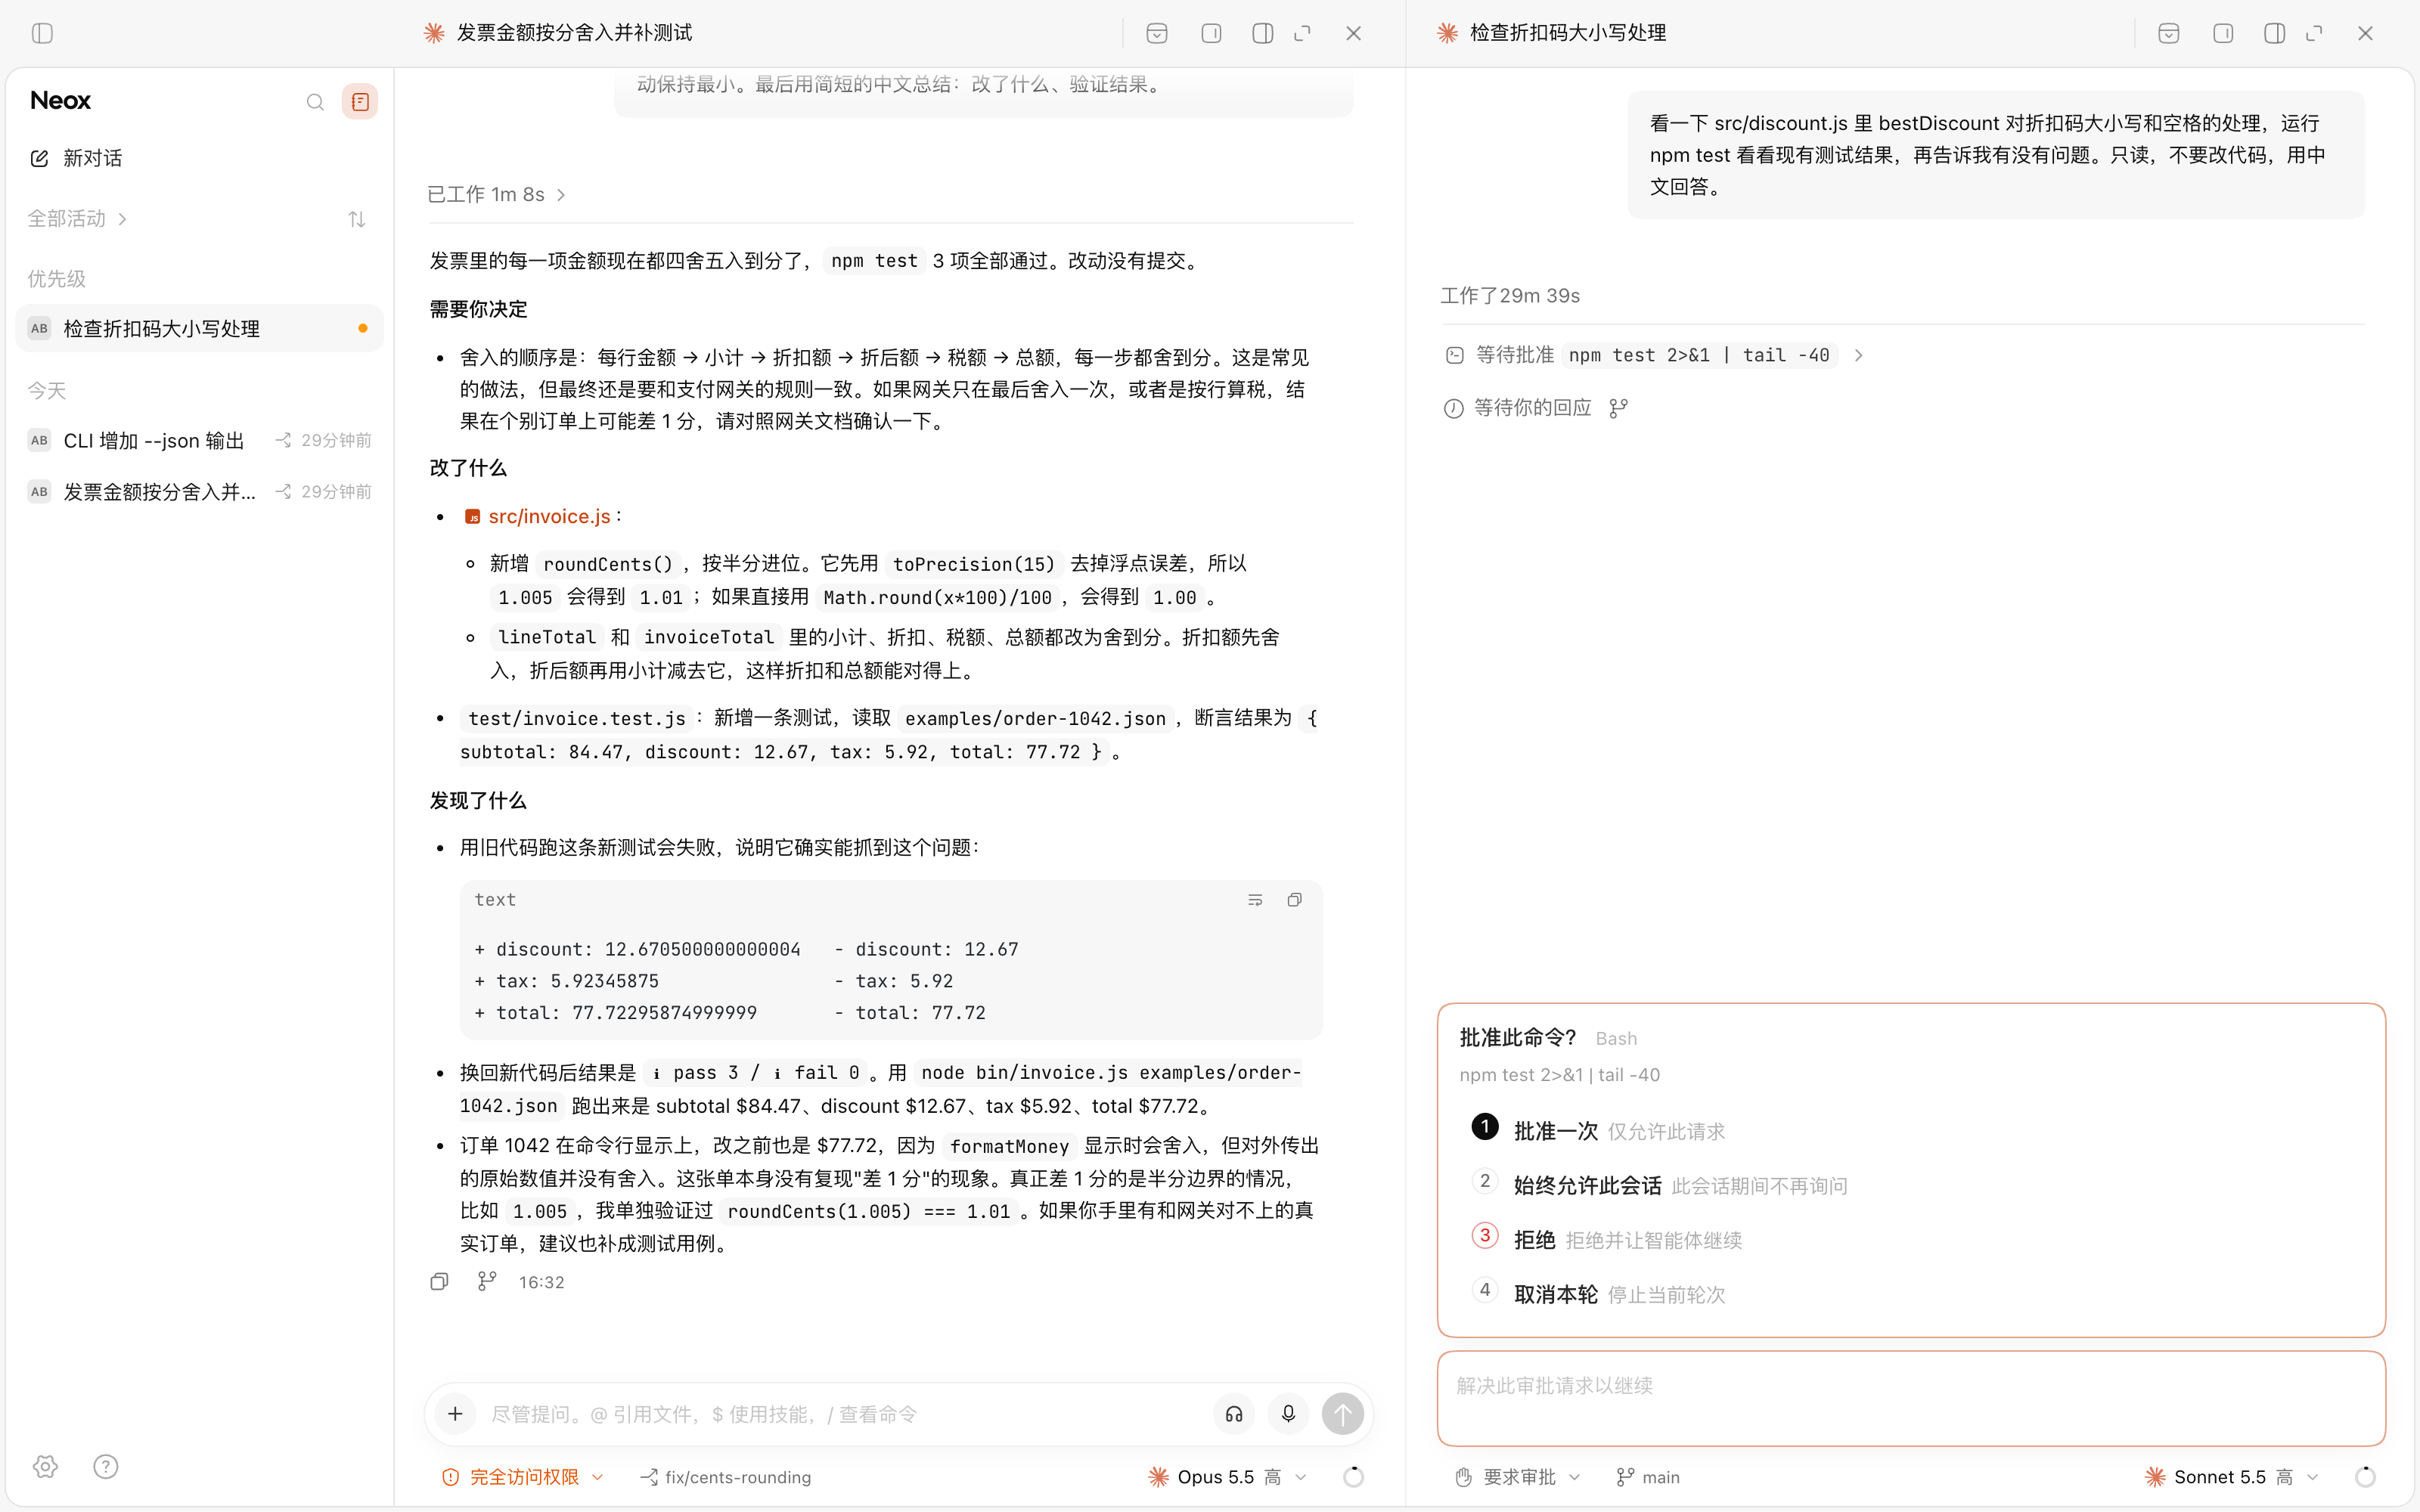 发票金额按分舍入并补测试
检查折扣码大小写处理
Neox
新对话
全部活动
优先级
AB 检查折扣码大小写处理
今天
AB CLI 增加 --json 输出 29分钟前
AB 发票金额按分舍入并... 29分钟前
动保持最小。最后用简短的中文总结：改了什么、验证结果。
已工作 1m 8s
发票里的每一项金额现在都四舍五入到分了， npm test 3 项全部通过。改动没有提交。
需要你决定
• 舍入的顺序是：每行金额 → 小计 → 折扣额 → 折后额 → 税额 → 总额，每一步都舍到分。这是常见
的做法，但最终还是要和支付网关的规则一致。如果网关只在最后舍入一次，或者是按行算税，结
果在个别订单上可能差 1 分，请对照网关文档确认一下。
改了什么
• JS src/invoice.js：
◦ 新增 roundCents() ，按半分进位。它先用 toPrecision(15) 去掉浮点误差，所以
1.005 会得到 1.01 ；如果直接用 Math.round(x*100)/100 ，会得到 1.00 。
◦ lineTotal 和 invoiceTotal 里的小计、折扣、税额、总额都改为舍到分。折扣额先舍
入，折后额再用小计减去它，这样折扣和总额能对得上。
• test/invoice.test.js ：新增一条测试，读取 examples/order-1042.json ，断言结果为 {
subtotal: 84.47, discount: 12.67, tax: 5.92, total: 77.72 } 。
发现了什么
• 用旧代码跑这条新测试会失败，说明它确实能抓到这个问题：
text
+ discount: 12.670500000000004 - discount: 12.67
+ tax: 5.92345875 - tax: 5.92
+ total: 77.72295874999999 - total: 77.72
• 换回新代码后结果是 ℹ pass 3 / ℹ fail 0 。用 node bin/invoice.js examples/order-
1042.json 跑出来是 subtotal $84.47、discount $12.67、tax $5.92、total $77.72。
• 订单 1042 在命令行显示上，改之前也是 $77.72，因为 formatMoney 显示时会舍入，但对外传出
的原始数值并没有舍入。这张单本身没有复现"差 1 分"的现象。真正差 1 分的是半分边界的情况，
比如 1.005 ，我单独验证过 roundCents(1.005) === 1.01 。如果你手里有和网关对不上的真
实订单，建议也补成测试用例。
16:32
尽管提问。@ 引用文件，$ 使用技能，/ 查看命令
完全访问权限 fix/cents-rounding Opus 5.5 高
看一下 src/discount.js 里 bestDiscount 对折扣码大小写和空格的处理，运行
npm test 看看现有测试结果，再告诉我有没有问题。只读，不要改代码，用中
文回答。
工作了29m 39s
等待批准 npm test 2>&1 | tail -40
等待你的回应
批准此命令？ Bash
npm test 2>&1 | tail -40
1 批准一次 仅允许此请求
2 始终允许此会话 此会话期间不再询问
3 拒绝 拒绝并让智能体继续
4 取消本轮 停止当前轮次
解决此审批请求以继续
要求审批 main Sonnet 5.5 高